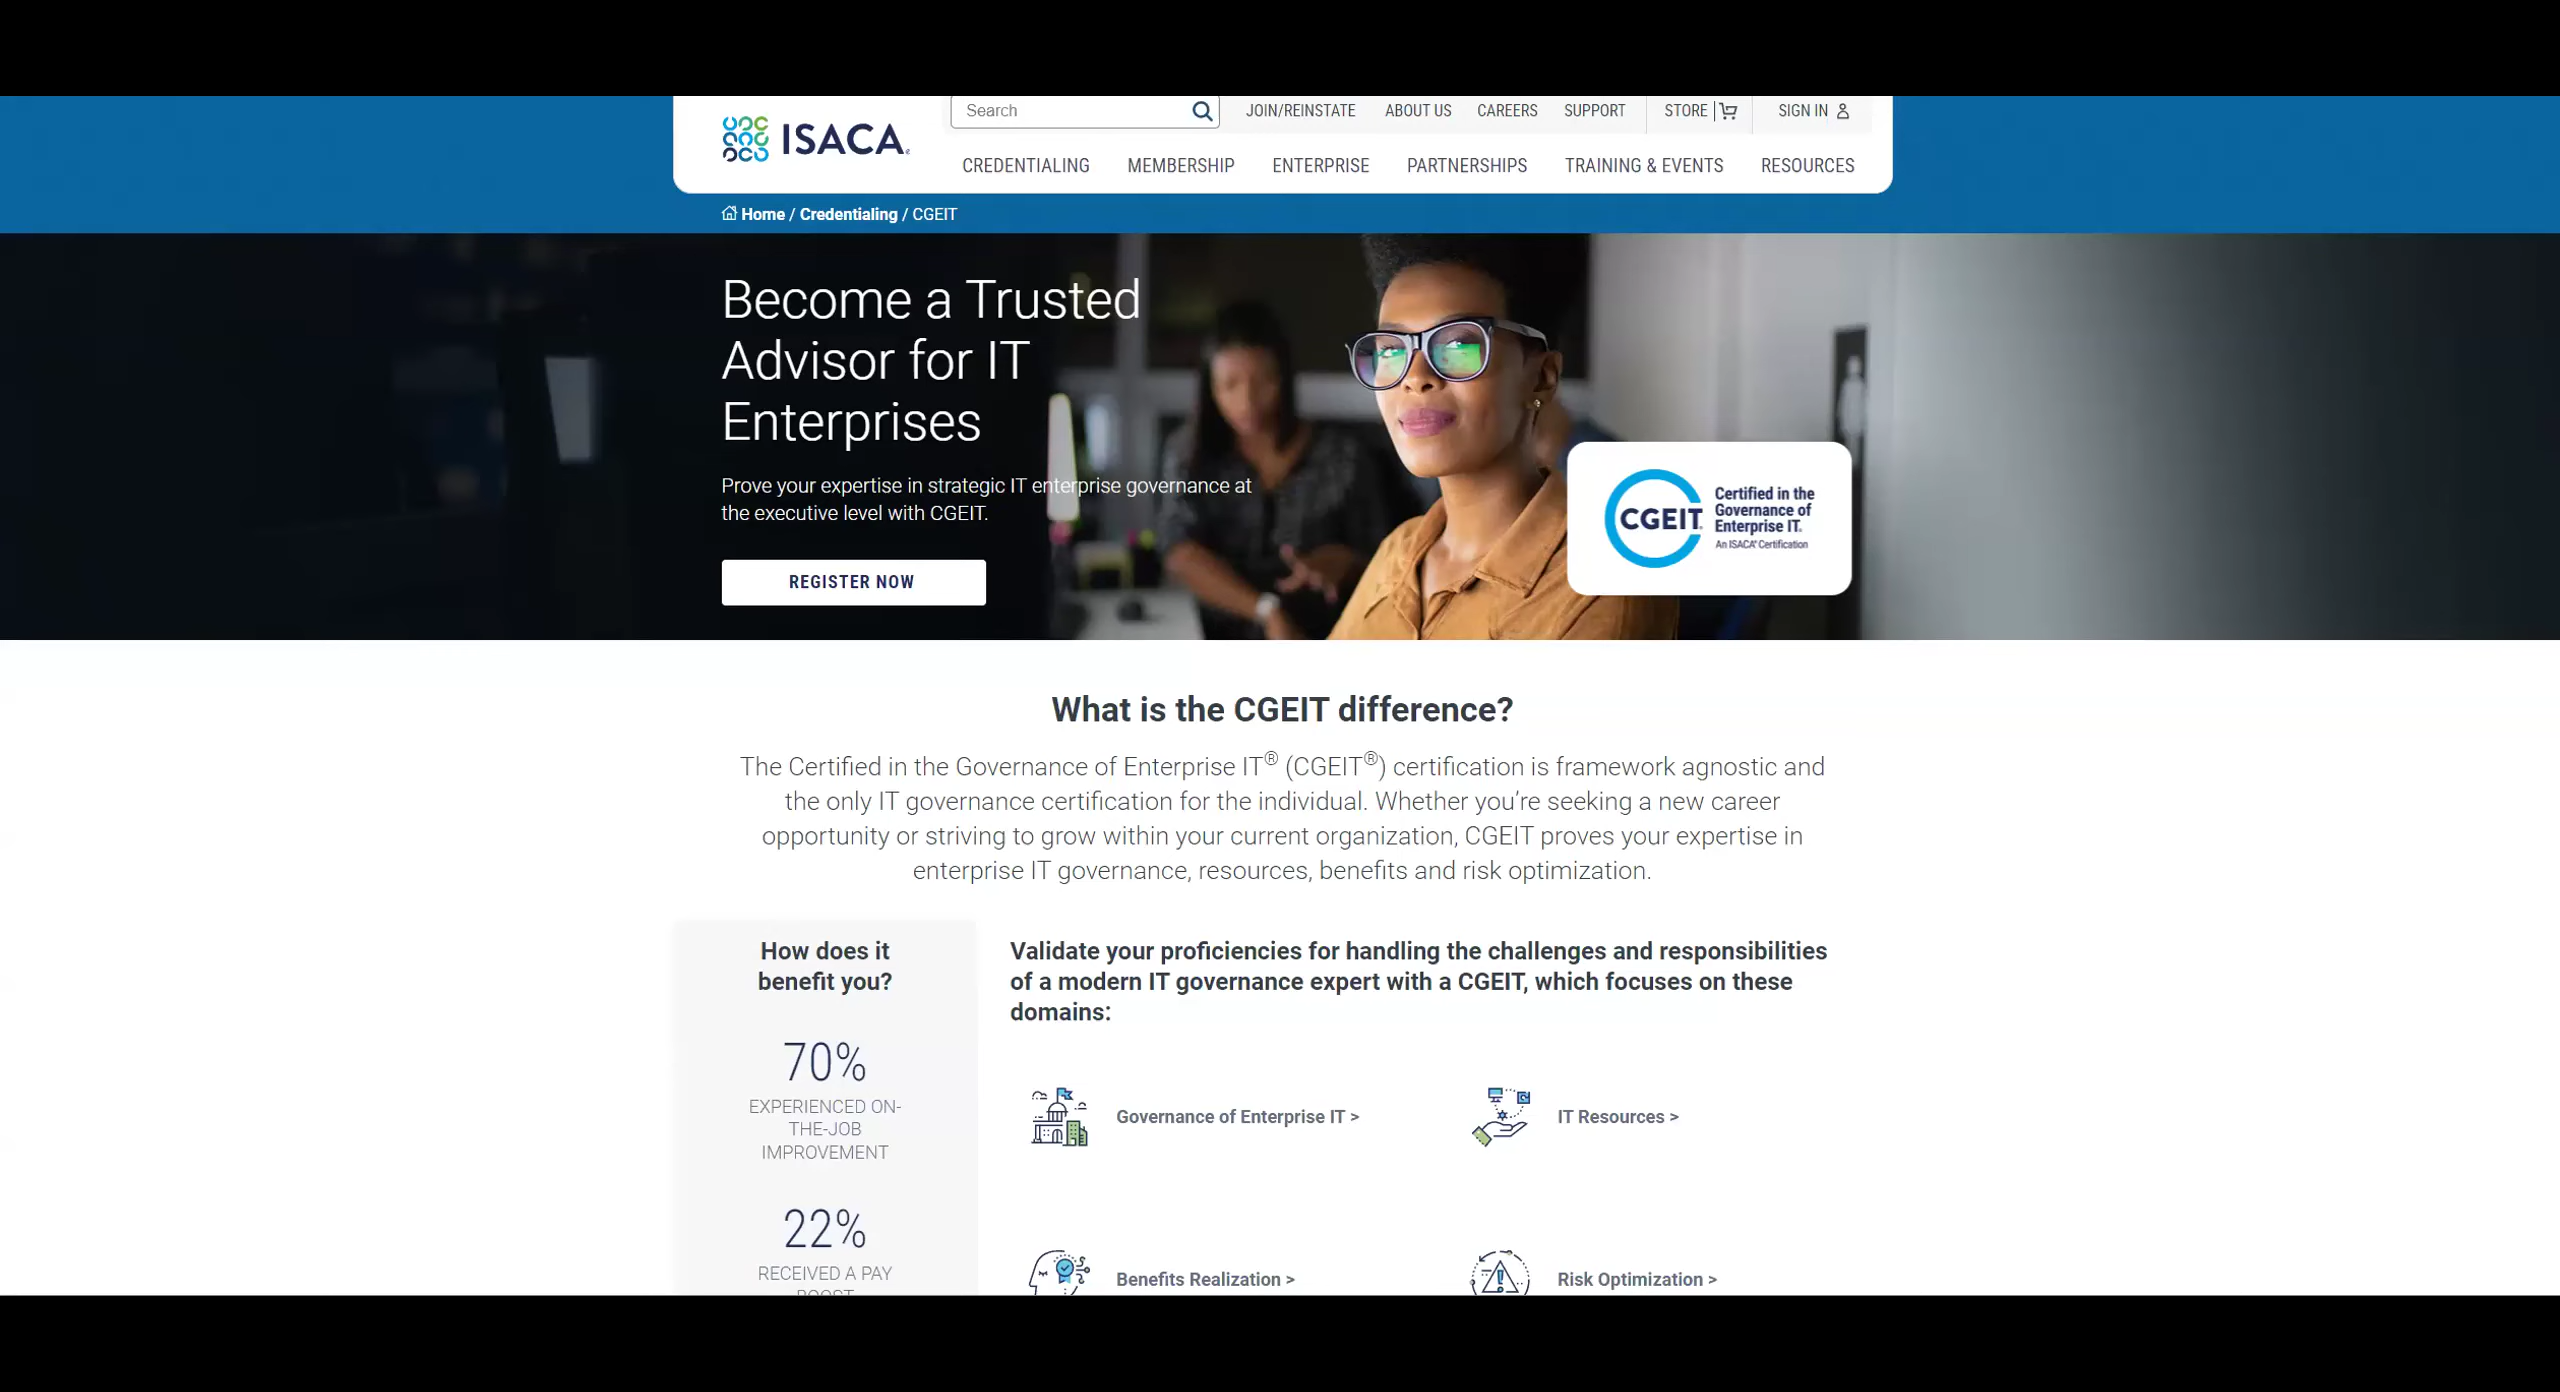 ISACA
Search
JOIN/REINSTATE
ABOUT US
CAREERS
SUPPORT
STORE
SIGN IN
CREDENTIALING
MEMBERSHIP
ENTERPRISE
PARTNERSHIPS
TRAINING & EVENTS
RESOURCES
Home / Credentialing / CGEIT
Become a Trusted
Advisor for IT
Enterprises
Prove your expertise in strategic IT enterprise governance at
the executive level with CGEIT.
REGISTER NOW
CGEIT
Certified in the
Governance of
Enterprise IT.
An ISACA® Certification
What is the CGEIT difference?
The Certified in the Governance of Enterprise IT® (CGEIT®) certification is framework agnostic and
the only IT governance certification for the individual. Whether you’re seeking a new career
opportunity or striving to grow within your current organization, CGEIT proves your expertise in
enterprise IT governance, resources, benefits and risk optimization.
How does it
benefit you?
70%
EXPERIENCED ON-
THE-JOB
IMPROVEMENT
22%
RECEIVED A PAY
BOOST
Validate your proficiencies for handling the challenges and responsibilities
of a modern IT governance expert with a CGEIT, which focuses on these
domains:
Governance of Enterprise IT >
IT Resources >
Benefits Realization >
Risk Optimization >